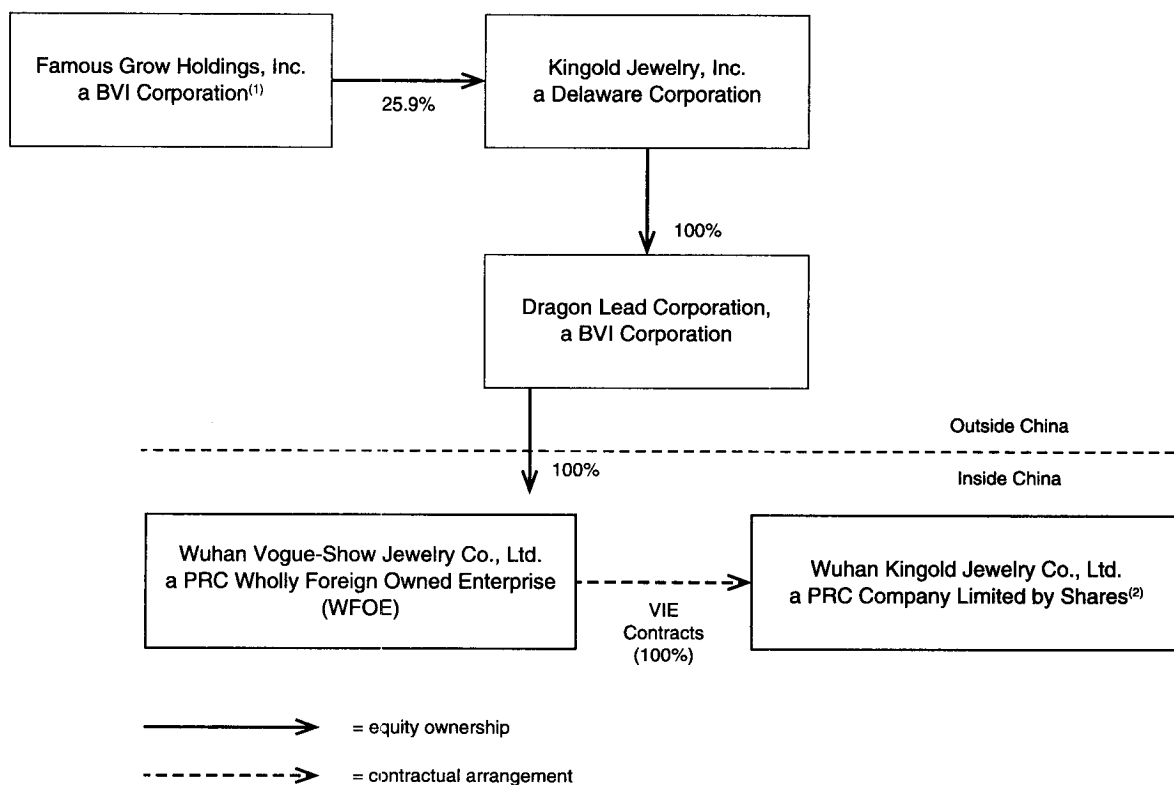 Famous Grow Holdings, Inc.
a BVI Corporation(1)
25.9%
Kingold Jewelry, Inc.
a Delaware Corporation
100%
Dragon Lead Corporation,
a BVI Corporation
Outside China
100%
Inside China
Wuhan Vogue-Show Jewelry Co., Ltd.
a PRC Wholly Foreign Owned Enterprise
(WFOE)
VIE
Contracts
(100%)
Wuhan Kingold Jewelry Co., Ltd.
a PRC Company Limited by Shares(2)
= equity ownership
= contractual arrangement